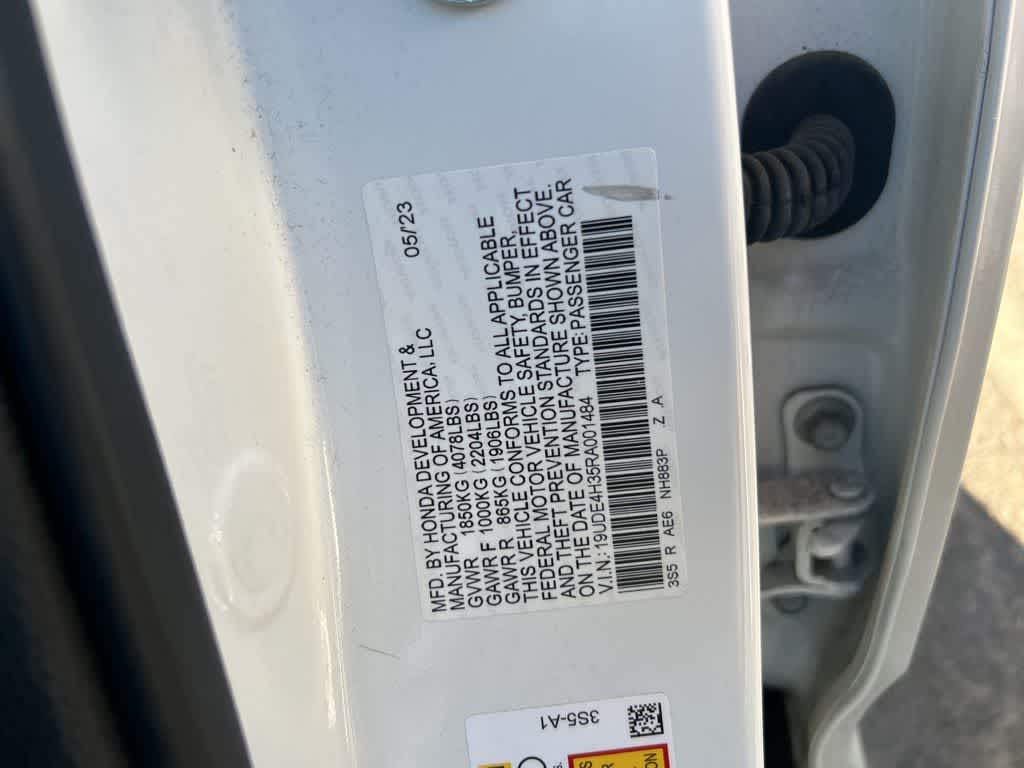 MFD. BY HONDA DEVELOPMENT &
MANUFACTURING OF AMERICA, LLC 05/'23
GVWR 1850KG (4078LBS)
GAWR F 1000KG (2204LBS)
GAWR R 865KG (1906LBS)
THIS VEHICLE CONFORMS TO ALL APPLICABLE
FEDERAL MOTOR VEHICLE SAFETY, BUMPER,
AND THEFT PREVENTION STANDARDS IN EFFECT
ON THE DATE OF MANUFACTURE SHOWN ABOVE.
V.I.N.: 19UDE4H35RA001484 TYPE: PASSENGER CAR
3S5 R AE6 NH883P Z A
3S5-A1